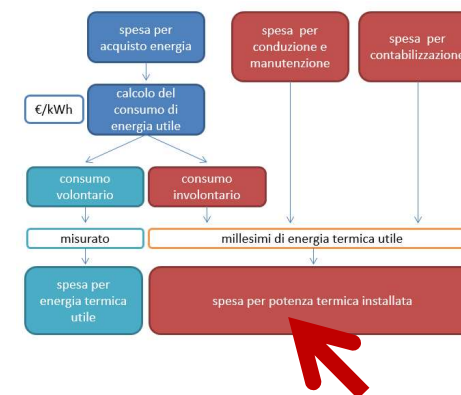 spesa per
acquisto energia
spesa per
conduzione e
manutenzione
spesa per
contabilizzazione
€/kWh
calcolo del
consumo di
energia utile
consumo
volontario
consumo
involontario
misurato
millesimi di energia termica utile
spesa per
energia termica
utile
spesa per potenza termica installata